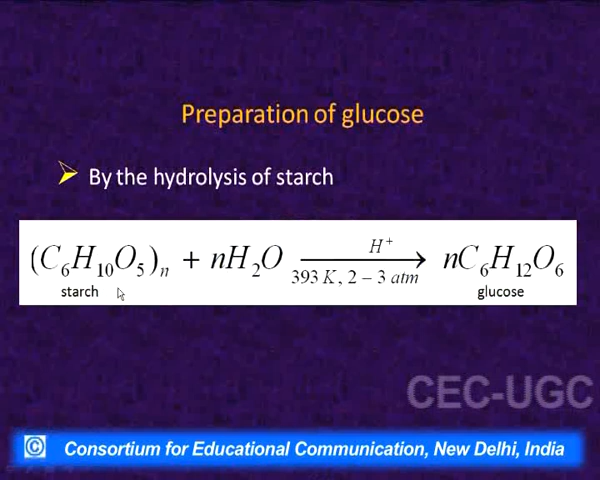 Preparation of glucose
By the hydrolysis of starch
(C₆H₁₀O₅)ₙ + nH₂O H⁺ 393 K, 2 – 3 atm → nC₆H₁₂O₆
starch glucose
CEC-UGC
© Consortium for Educational Communication, New Delhi, India